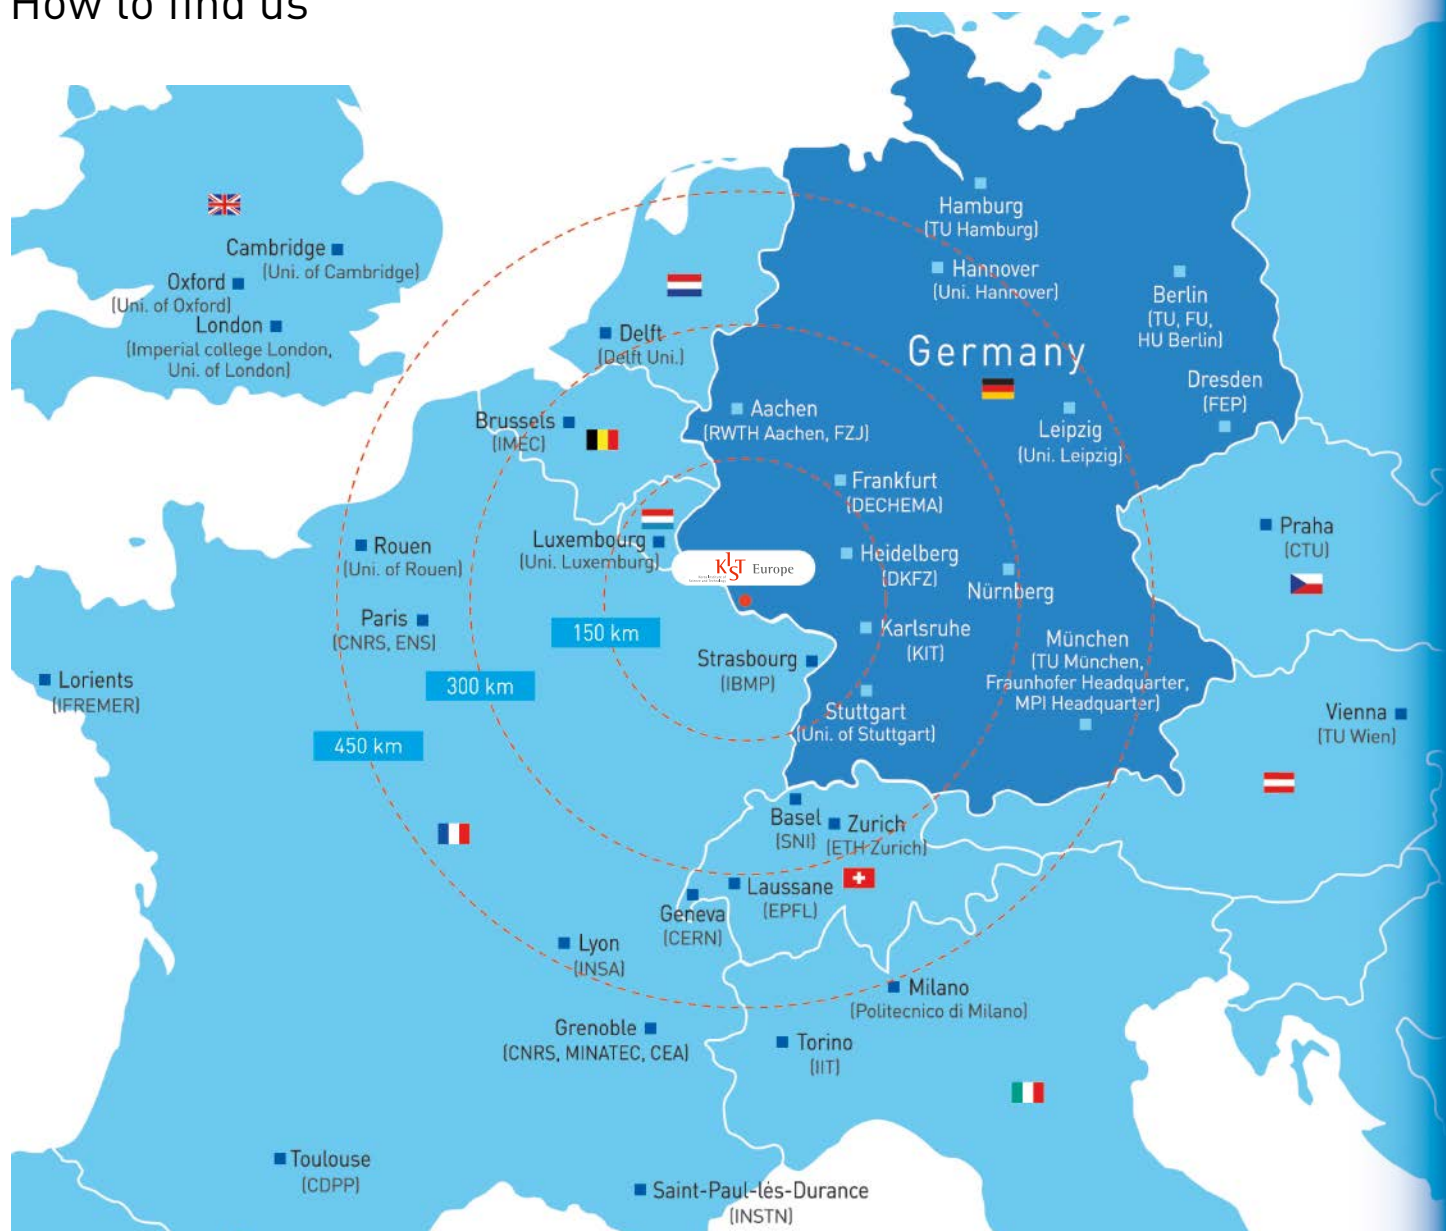 How to find us
Hamburg
(TU Hamburg)
Cambridge
(Uni. of Cambridge)
Hannover
(Uni. Hannover)
Oxford
(Uni. of Oxford)
Berlin
(TU, FU,
HU Berlin)
London
(Imperial college London,
Uni. of London)
Delft
(Delft Uni.)
Germany
Dresden
(FEP)
Brussels
(IMEC)
Aachen
(RWTH Aachen, FZJ)
Leipzig
(Uni. Leipzig)
Frankfurt
(DECHEMA)
Praha
(CTU)
Rouen
(Uni. of Rouen)
Luxembourg
(Uni. Luxemburg)
KIST Europe
Heidelberg
(DKFZ)
Nürnberg
Paris
(CNRS, ENS)
150 km
Karlsruhe
(KIT)
München
(TU München,
Fraunhofer Headquarter,
MPI Headquarter)
Strasbourg
(IBMP)
Lorients
(IFREMER)
300 km
Stuttgart
(Uni. of Stuttgart)
Vienna
(TU Wien)
450 km
Basel
(SNI)
Zurich
(ETH Zurich)
Laussane
(EPFL)
Geneva
(CERN)
Lyon
(INSA)
Milano
(Politecnico di Milano)
Grenoble
(CNRS, MINATEC, CEA)
Torino
(IIT)
Toulouse
(CDPP)
Saint-Paul-lés-Durance
(INSTN)